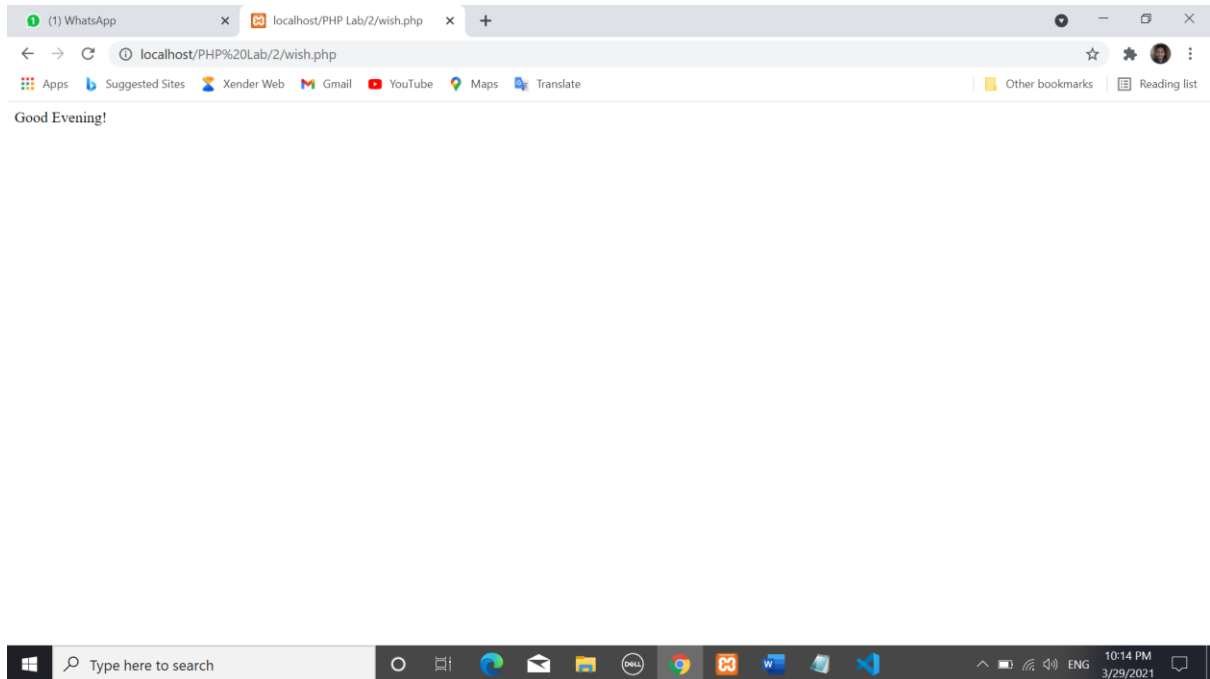 1 (1) WhatsApp
localhost/PHP Lab/2/wish.php
localhost/PHP%20Lab/2/wish.php
Apps Suggested Sites Xender Web Gmail YouTube Maps Translate Other bookmarks Reading list
Good Evening!
Type here to search
DELL
W
ENG
10:14 PM
3/29/2021